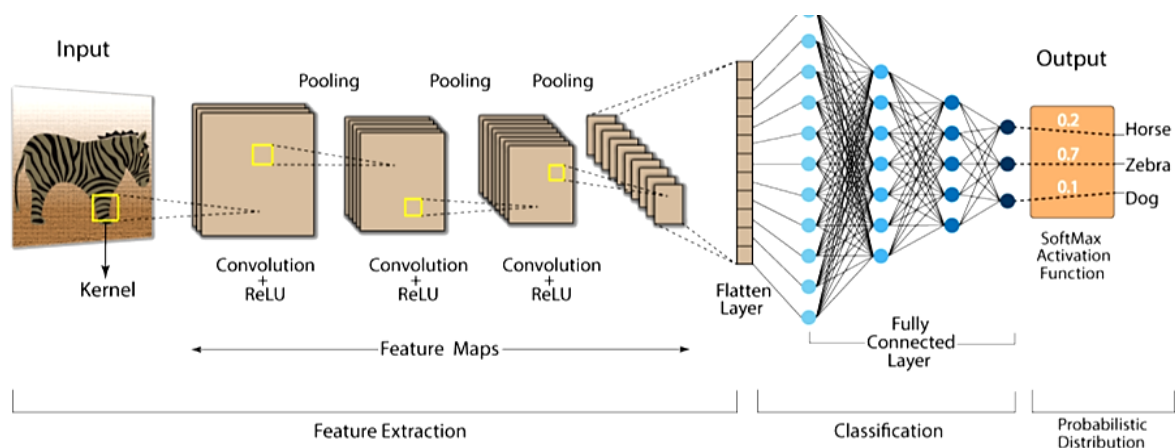 Input
Output
Pooling
Pooling
Pooling
0.2
Horse
0.7
Zebra
0.1
Dog
SoftMax
Activation
Function
Convolution
+
ReLU
Convolution
+
ReLU
Convolution
+
ReLU
Kernel
Flatten
Layer
Fully
Connected
Layer
Feature Maps
Feature Extraction
Classification
Probabilistic
Distribution